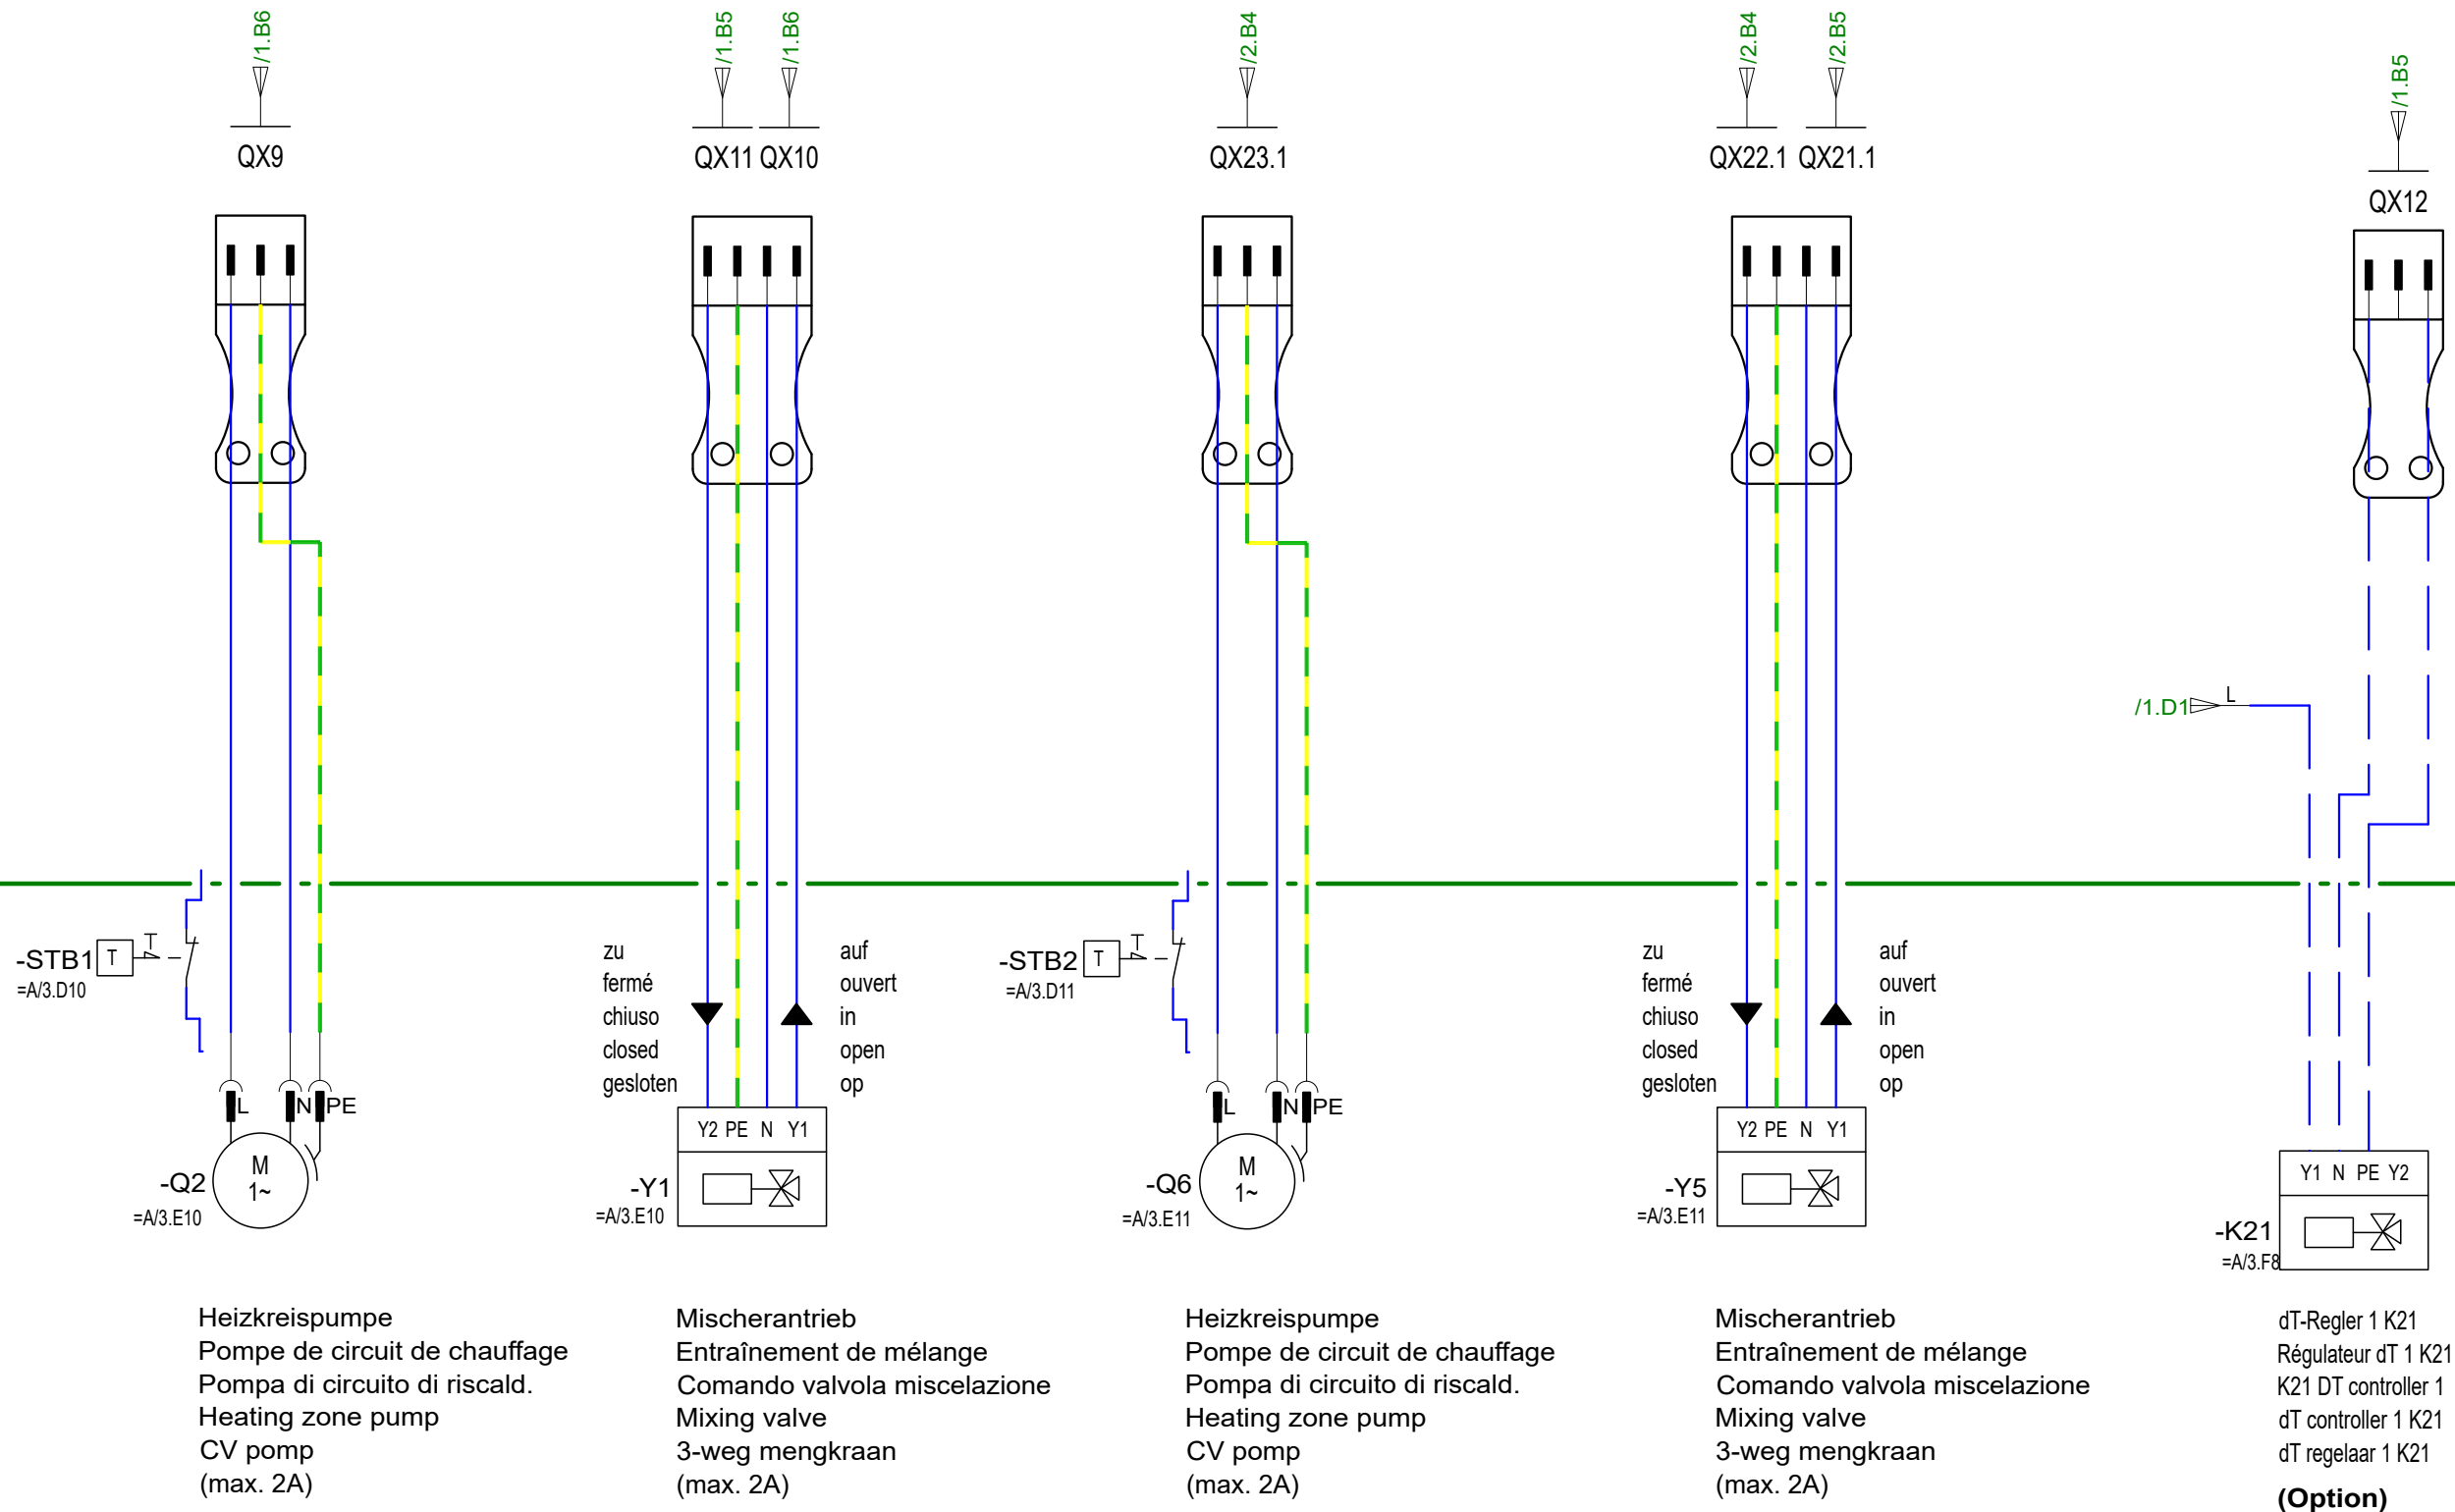 /1.B6
/1.B5
/1.B6
/2.B4
/2.B4
/2.B5
/1.B5
QX9
QX11 QX10
QX23.1
QX22.1 QX21.1
QX12
/1.D1 L
-STB1 T T
=A/3.D10
zu
fermé
chiuso
closed
gesloten
auf
ouvert
in
open
op
-STB2 T T
=A/3.D11
zu
fermé
chiuso
closed
gesloten
auf
ouvert
in
open
op
L N PE
M
1~
-Q2
=A/3.E10
Y2 PE N Y1
-Y1
=A/3.E10
L N PE
M
1~
-Q6
=A/3.E11
Y2 PE N Y1
-Y5
=A/3.E11
Y1 N PE Y2
-K21
=A/3.F8
Heizkreispumpe
Pompe de circuit de chauffage
Pompa di circuito di riscald.
Heating zone pump
CV pomp
(max. 2A)
Mischerantrieb
Entraînement de mélange
Comando valvola miscelazione
Mixing valve
3-weg mengkraan
(max. 2A)
Heizkreispumpe
Pompe de circuit de chauffage
Pompa di circuito di riscald.
Heating zone pump
CV pomp
(max. 2A)
Mischerantrieb
Entraînement de mélange
Comando valvola miscelazione
Mixing valve
3-weg mengkraan
(max. 2A)
dT-Regler 1 K21
Régulateur dT 1 K21
K21 DT controller 1
dT controller 1 K21
dT regelaar 1 K21
(Option)